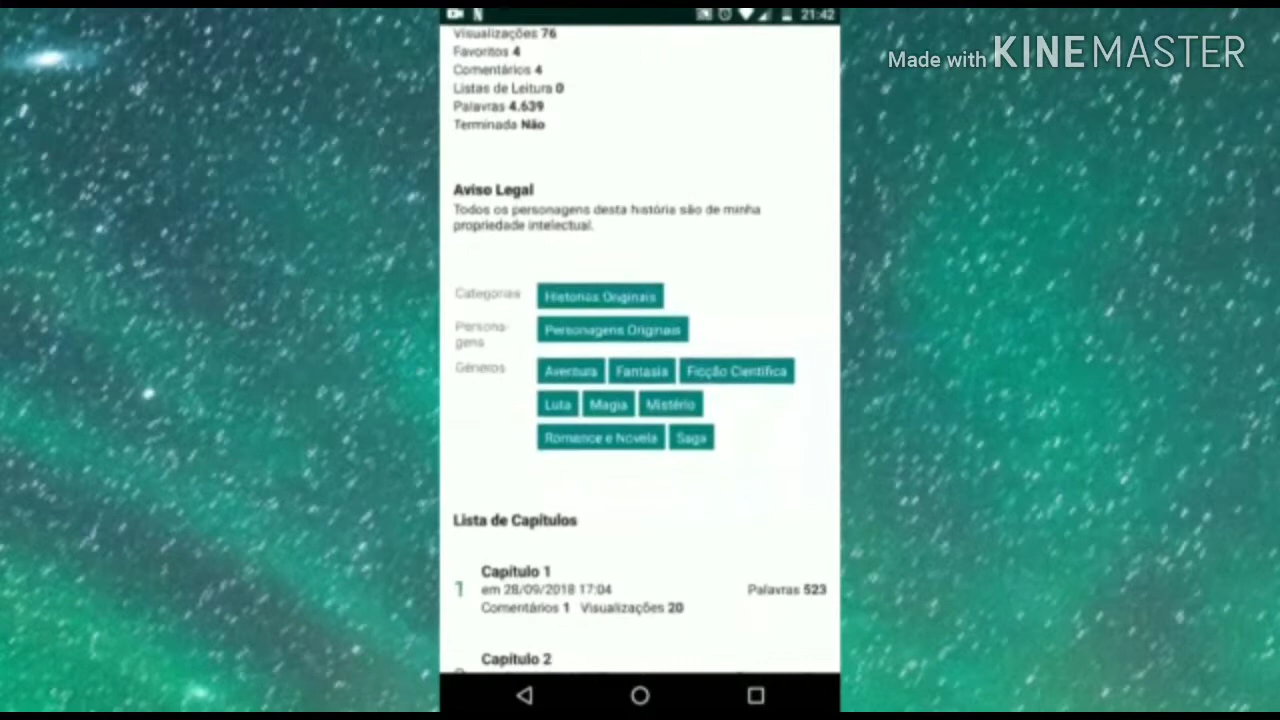 21:42
Made with KINEMASTER
Visualizações 76
Favoritos 4
Comentários 4
Listas de Leitura 0
Palavras 4.639
Terminada Não
Aviso Legal
Todos os personagens desta história são de minha
propriedade intelectual.
Categorias Histórias Originais
Persona-
gens
Personagens Originais
Gêneros Aventura Fantasia Ficção Científica
Luta Magia Mistério
Romance e Novela Saga
Lista de Capítulos
Capítulo 1
1 em 28/09/2018 17:04 Palavras 523
Comentários 1 Visualizações 20
Capítulo 2